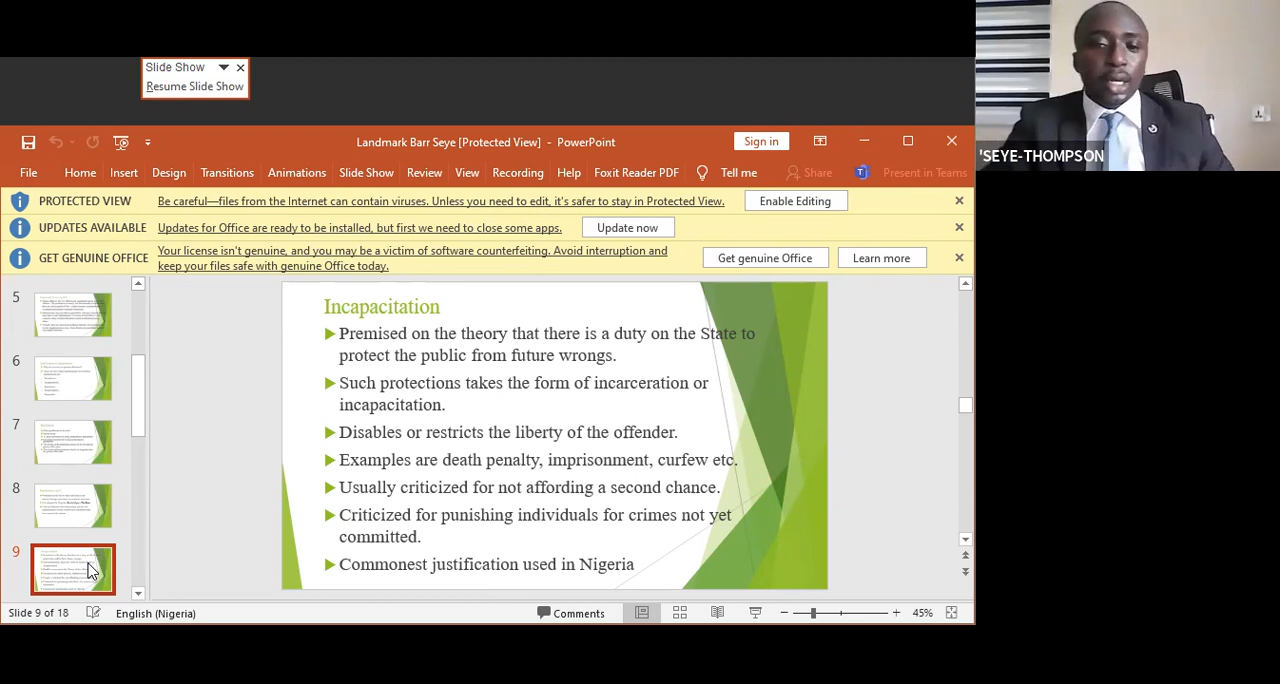 Slide Show
Resume Slide Show
Landmark Barr Seye [Protected View] - PowerPoint
Sign in
File Home Insert Design Transitions Animations Slide Show Review View Recording Help Foxit Reader PDF Tell me Share Present in Teams
PROTECTED VIEW Be careful—files from the Internet can contain viruses. Unless you need to edit, it's safer to stay in Protected View. Enable Editing
UPDATES AVAILABLE Updates for Office are ready to be installed, but first we need to close some apps. Update now
GET GENUINE OFFICE Your license isn't genuine, and you may be a victim of software counterfeiting. Avoid interruption and
keep your files safe with genuine Office today.
Get genuine Office Learn more
5
6
7
8
9
Incapacitation
Premised on the theory that there is a duty on the State to
protect the public from future wrongs.
Such protections takes the form of incarceration or
incapacitation.
Disables or restricts the liberty of the offender.
Examples are death penalty, imprisonment, curfew etc.
Usually criticized for not affording a second chance.
Criticized for punishing individuals for crimes not yet
committed.
Commonest justification used in Nigeria
Slide 9 of 18 English (Nigeria) Comments 45%
'SEYE-THOMPSON